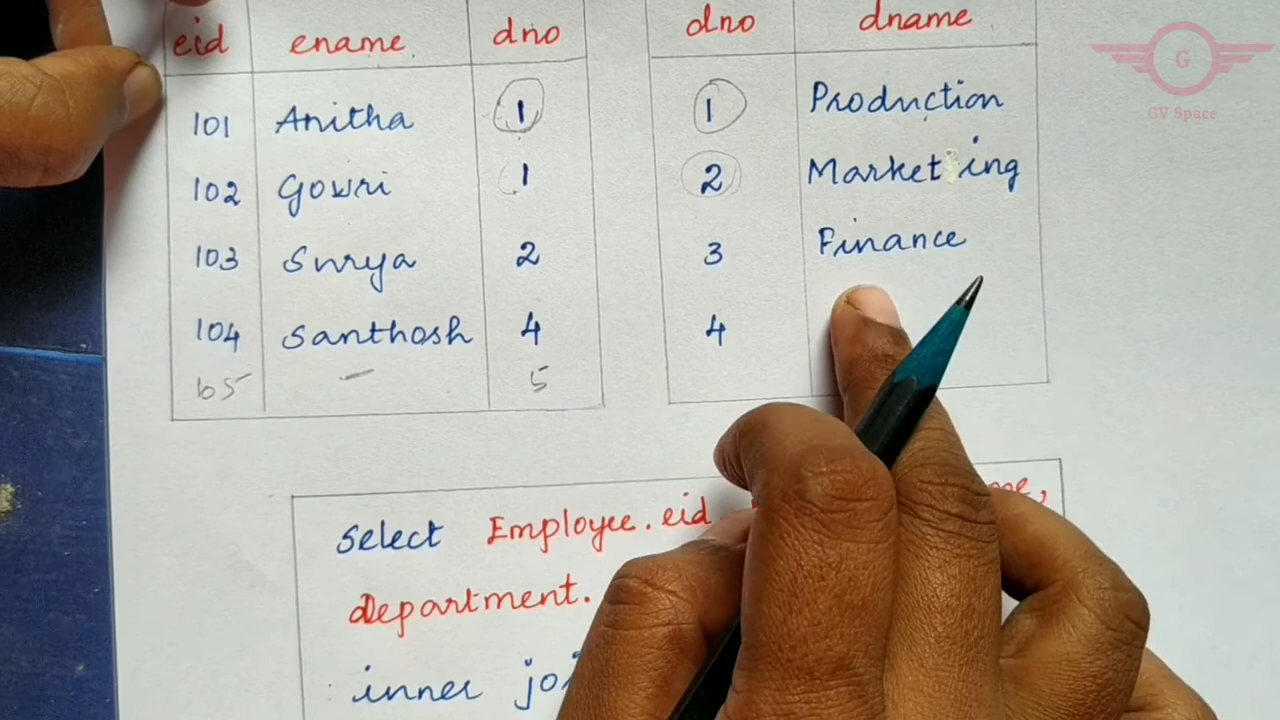 eid ename dno dno dname
101 Anitha 1 1 Production
102 Gowri 1 2 Marketing
103 Surya 2 3 Finance
104 Santhosh 4 4
105 5
G
GV Space
Select Employee.eid
department.
inner